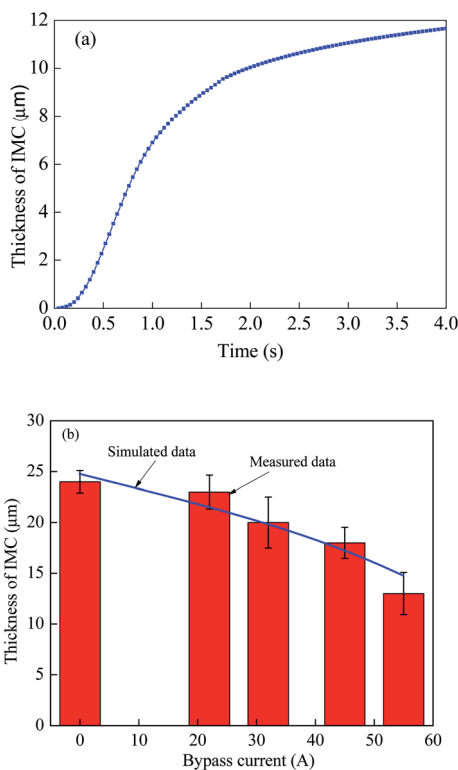 (a)
Thickness of IMC (μm)
12
10
8
6
4
2
0
0.0 0.5 1.0 1.5 2.0 2.5 3.0 3.5 4.0
Time (s)
(b)
Simulated data
Measured data
Thickness of IMC (μm)
30
25
20
15
10
5
0
0 10 20 30 40 50 60
Bypass current (A)